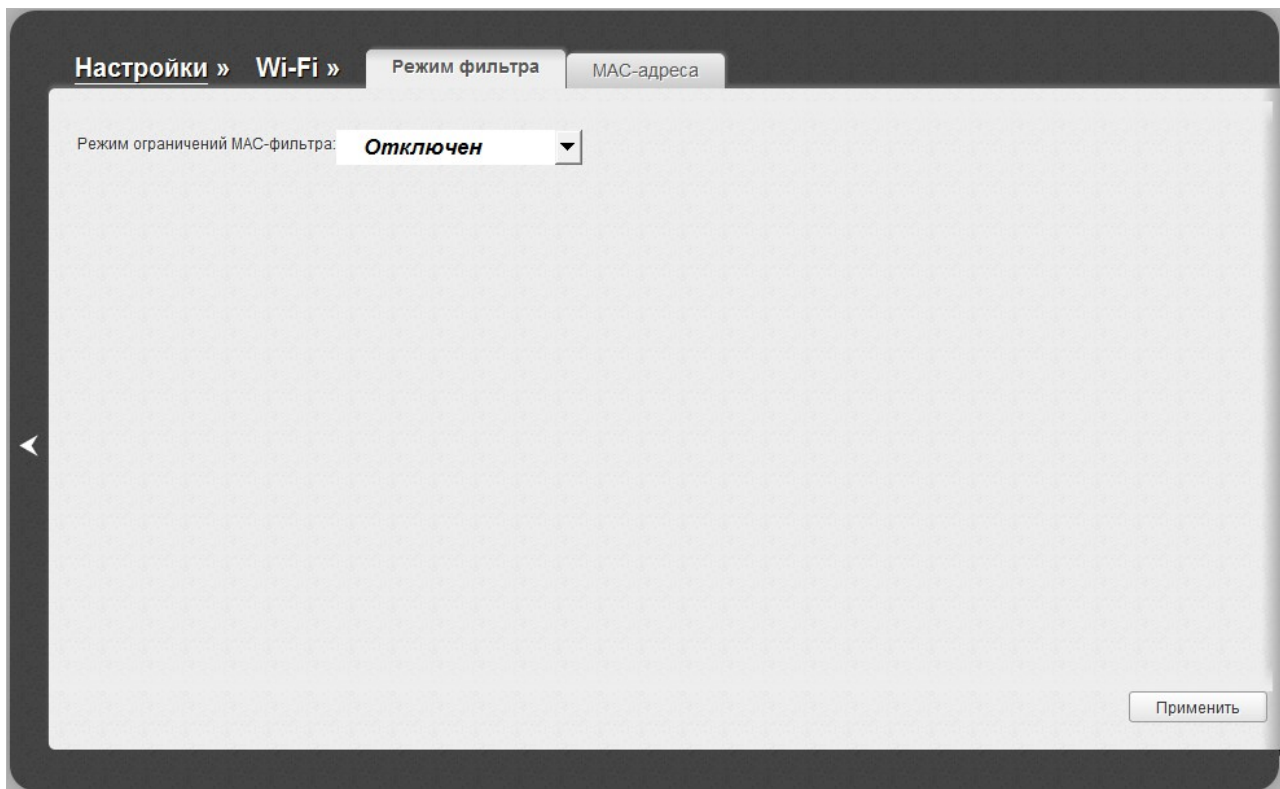 Настройки » Wi-Fi » Режим фильтра MAC-адреса
Режим ограничений MAC-фильтра: Отключен
Применить